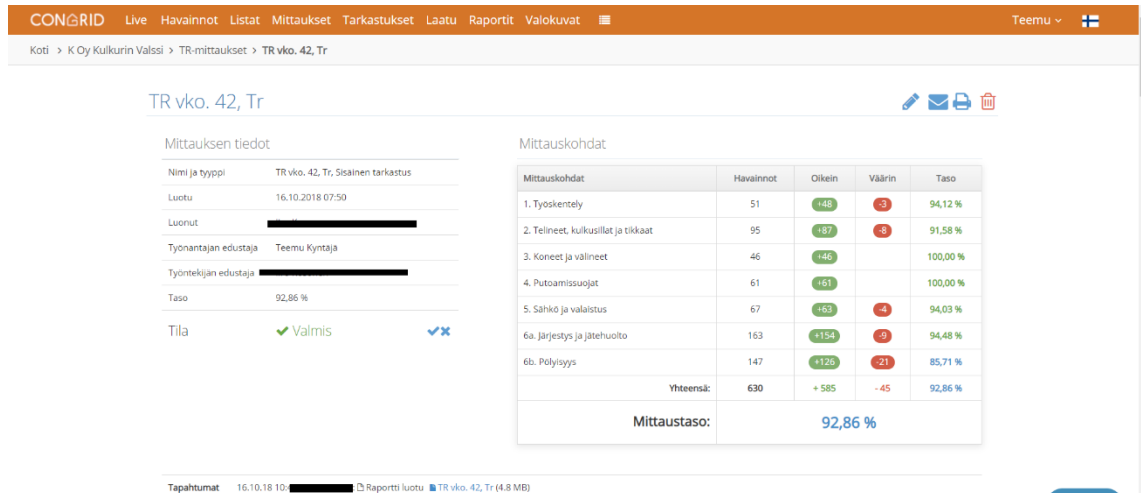 CONGRID Live Havainnot Listat Mittaukset Tarkastukset Laatu Raportit Valokuvat Teemu
Koti > K Oy Kulkurin Valssi > TR-mittaukset > TR vko. 42, Tr
TR vko. 42, Tr
Mittauksen tiedot
Nimi ja tyyppi TR vko. 42, Tr, Sisäinen tarkastus
Luotu 16.10.2018 07:50
Luonut
Työnantajan edustaja Teemu Kyntäjä
Työntekijän edustaja
Taso 92,86 %
Tila Valmis
Mittauskohdat
Mittauskohdat Havainnot Oikein Väärin Taso
1. Työskentely 51 +48 -3 94,12 %
2. Telineet, kulkusillat ja tikkaat 95 +87 -8 91,58 %
3. Koneet ja välineet 46 +46 100,00 %
4. Putoamissuojat 61 +61 100,00 %
5. Sähkö ja valaistus 67 +63 -4 94,03 %
6a. Järjestys ja jätehuolto 163 +154 -9 94,48 %
6b. Pölyisyys 147 +126 -21 85,71 %
Yhteensä: 630 + 585 - 45 92,86 %
Mittaustaso: 92,86 %
Tapahtumat 16.10.18 10: Raportti luotu TR vko. 42, Tr (4.8 MB)